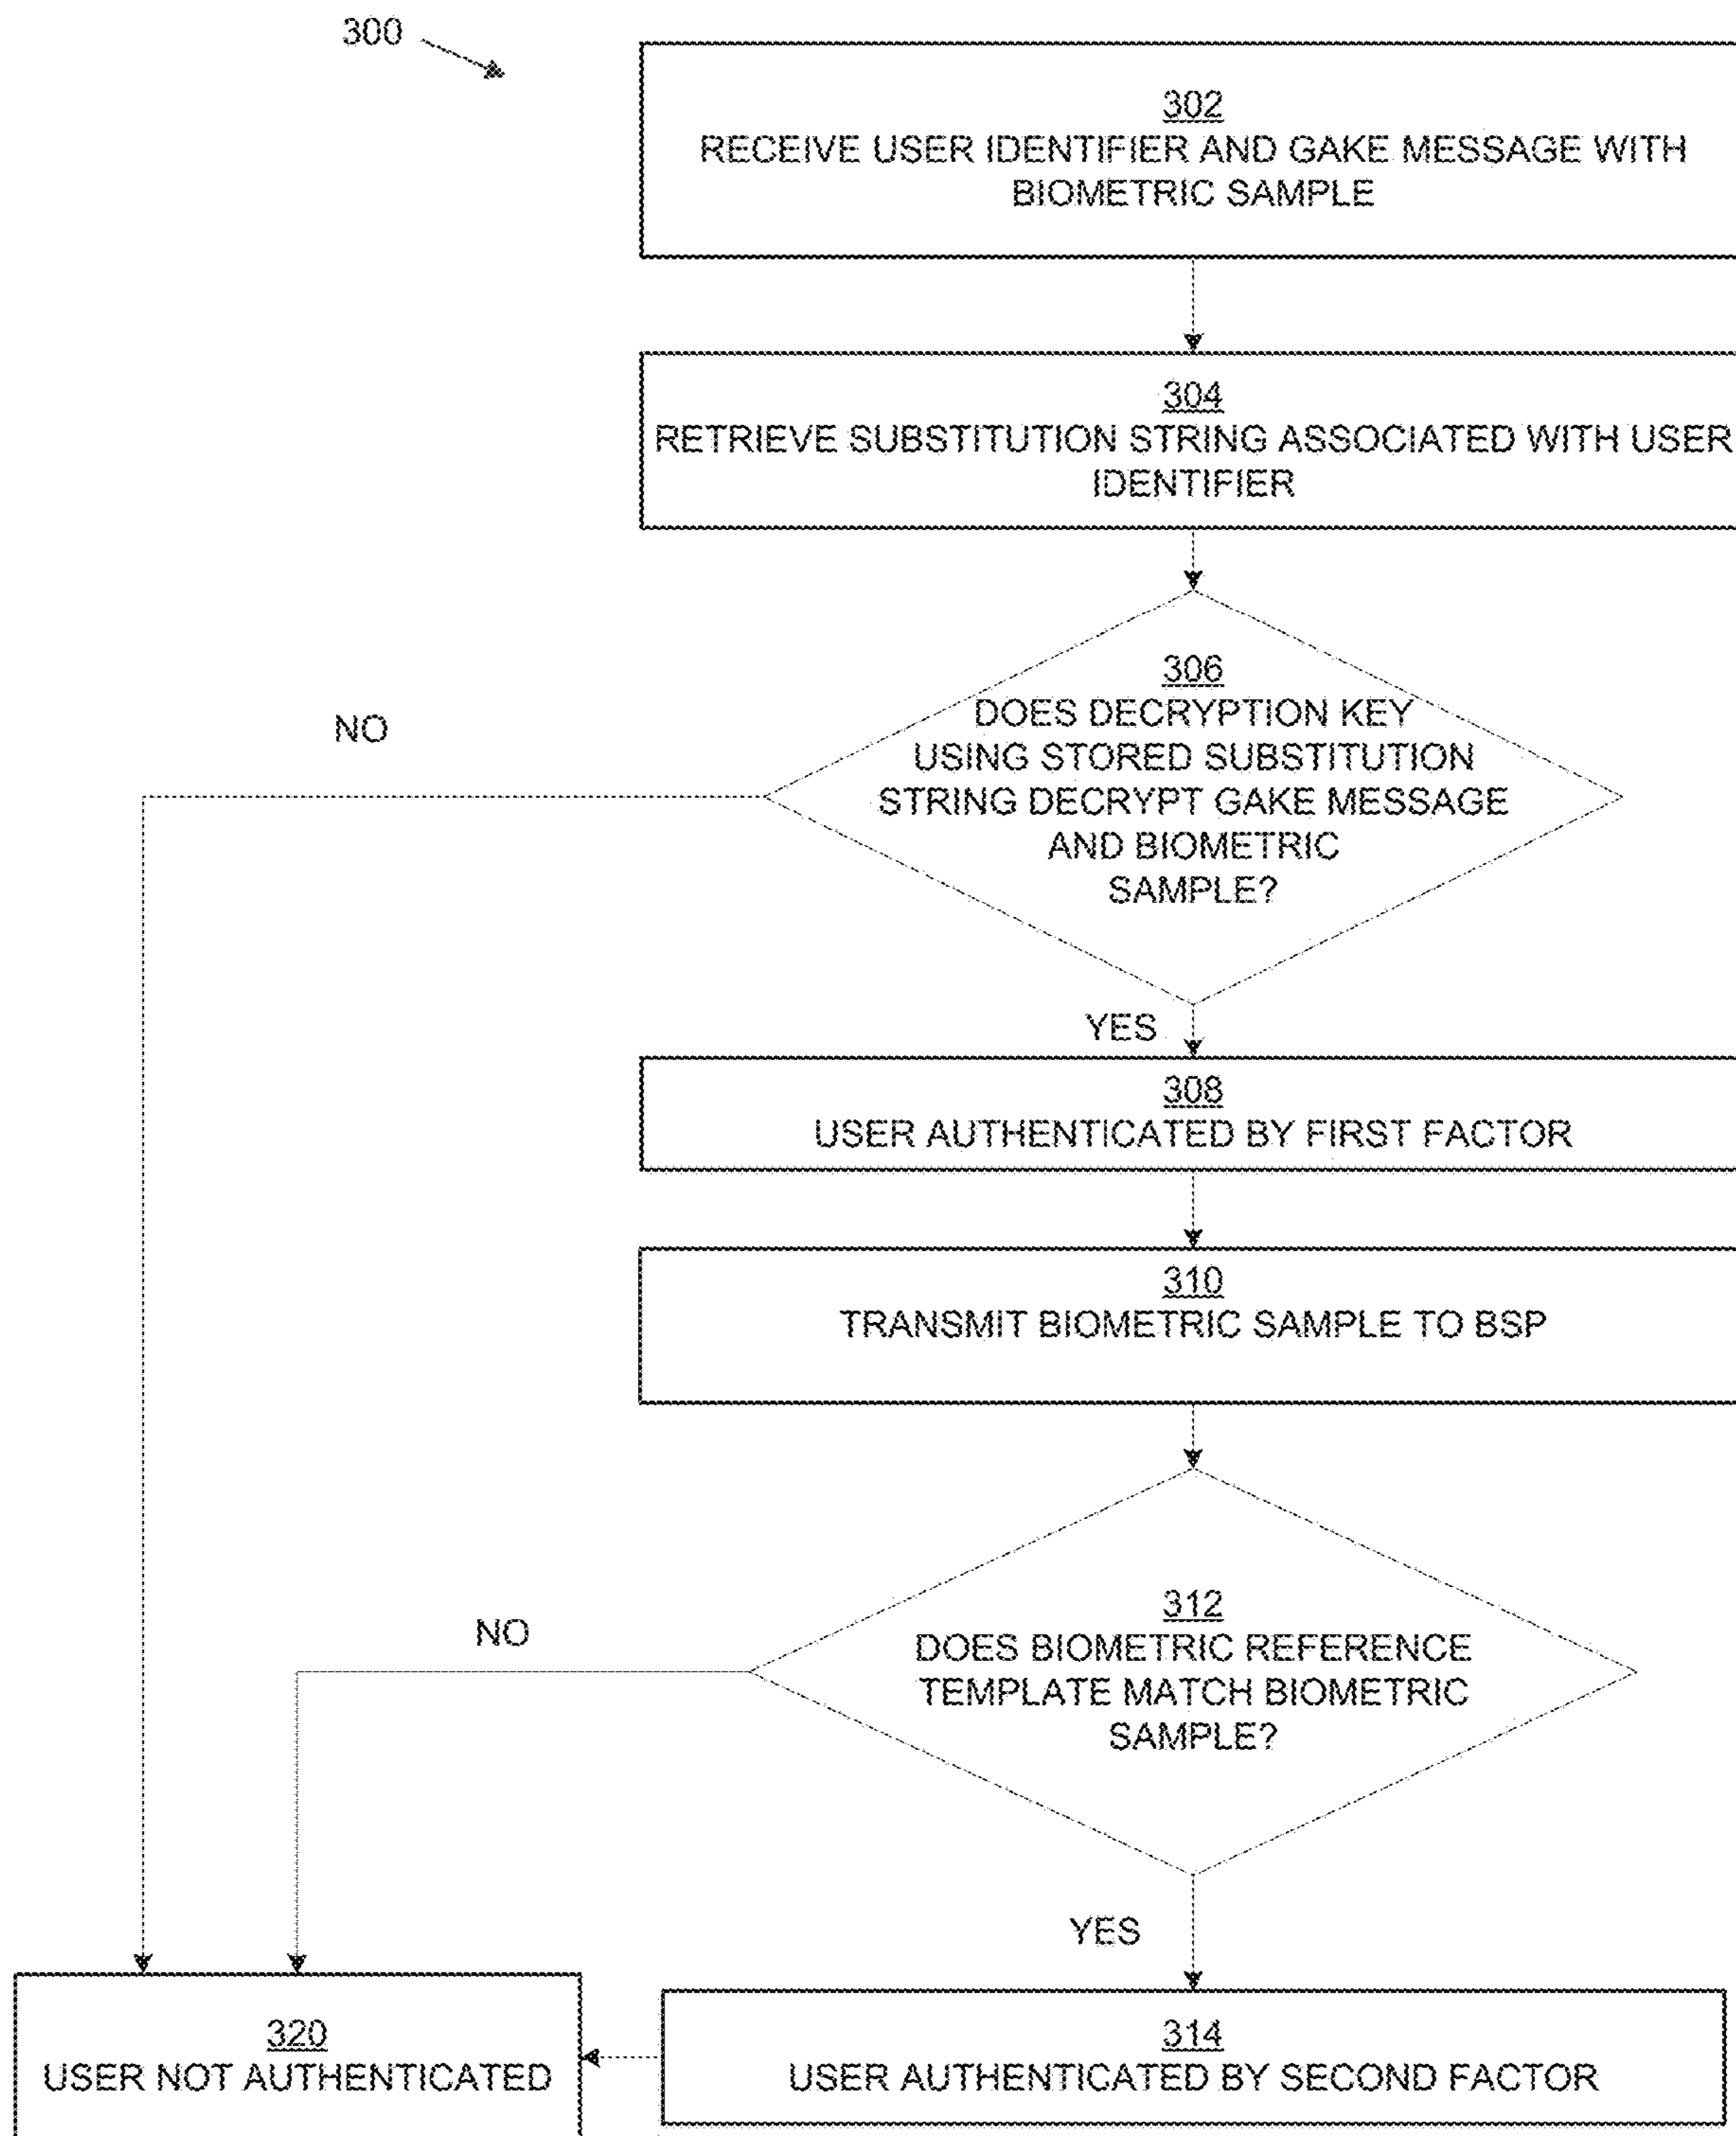 300
302
RECEIVE USER IDENTIFIER AND GAKE MESSAGE WITH
BIOMETRIC SAMPLE
304
RETRIEVE SUBSTITUTION STRING ASSOCIATED WITH USER
IDENTIFIER
306
DOES DECRYPTION KEY
USING STORED SUBSTITUTION
STRING DECRYPT GAKE MESSAGE
AND BIOMETRIC
SAMPLE?
NO
YES
308
USER AUTHENTICATED BY FIRST FACTOR
310
TRANSMIT BIOMETRIC SAMPLE TO BSP
312
DOES BIOMETRIC REFERENCE
TEMPLATE MATCH BIOMETRIC
SAMPLE?
NO
YES
320
USER NOT AUTHENTICATED
314
USER AUTHENTICATED BY SECOND FACTOR